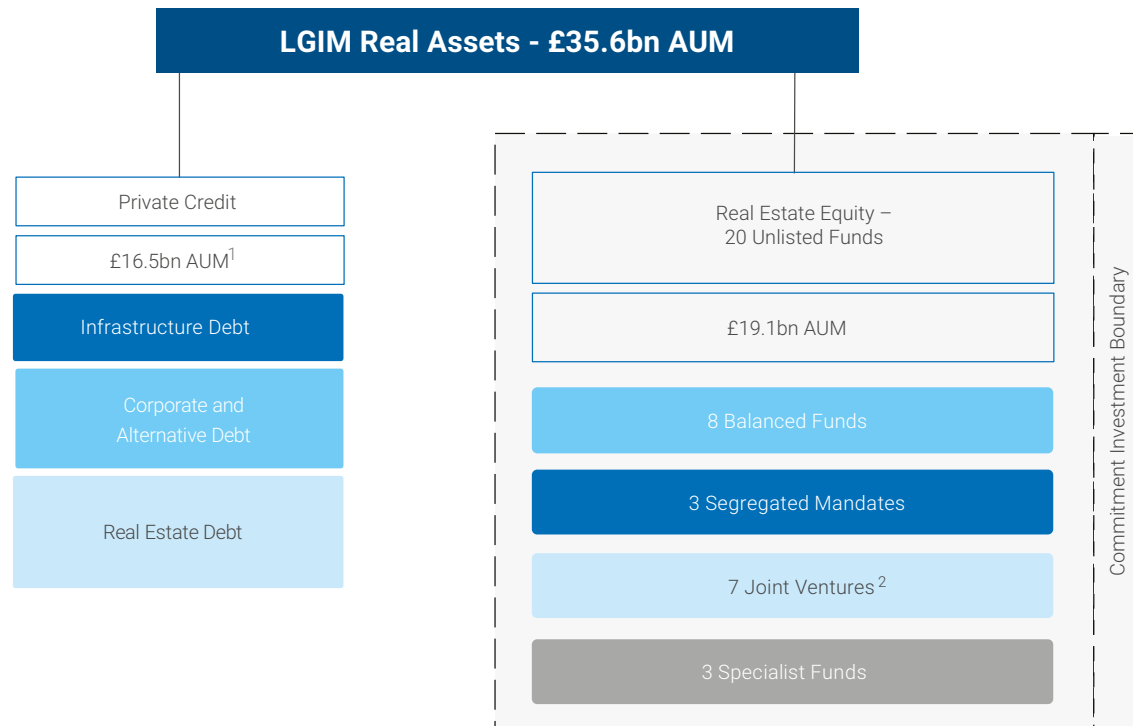 LGIM Real Assets - £35.6bn AUM
Private Credit
£16.5bn AUM1
Infrastructure Debt
Corporate and
Alternative Debt
Real Estate Debt
Real Estate Equity –
20 Unlisted Funds
£19.1bn AUM
8 Balanced Funds
3 Segregated Mandates
7 Joint Ventures2
3 Specialist Funds
Commitment Investment Boundary